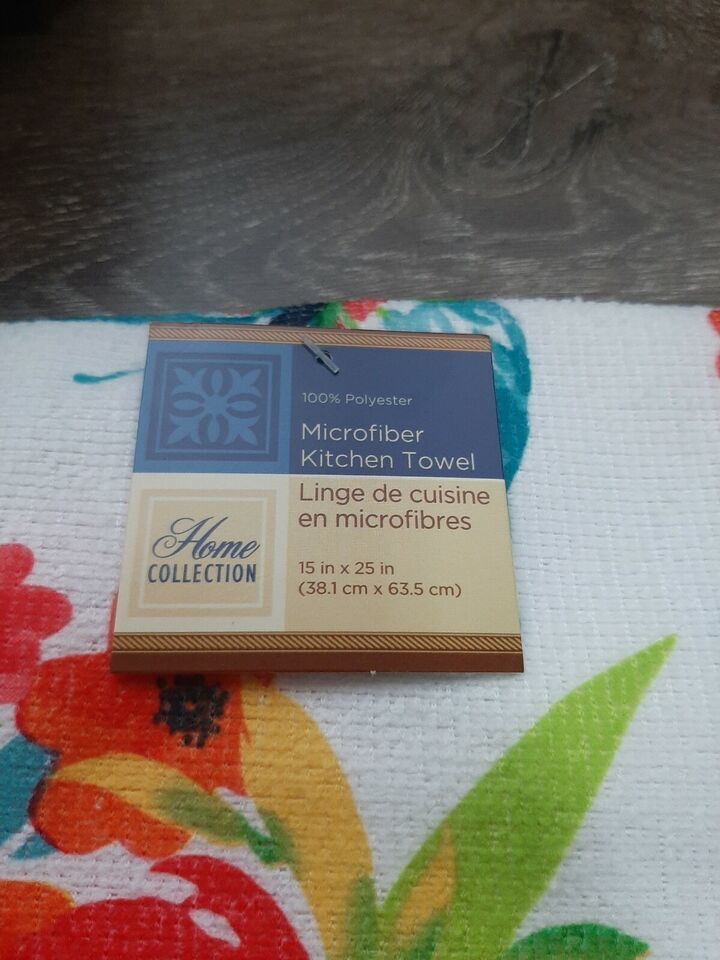 100% Polyester
Microfiber
Kitchen Towel
Linge de cuisine
en microfibres
Home
COLLECTION
15 in x 25 in
(38.1 cm x 63.5 cm)